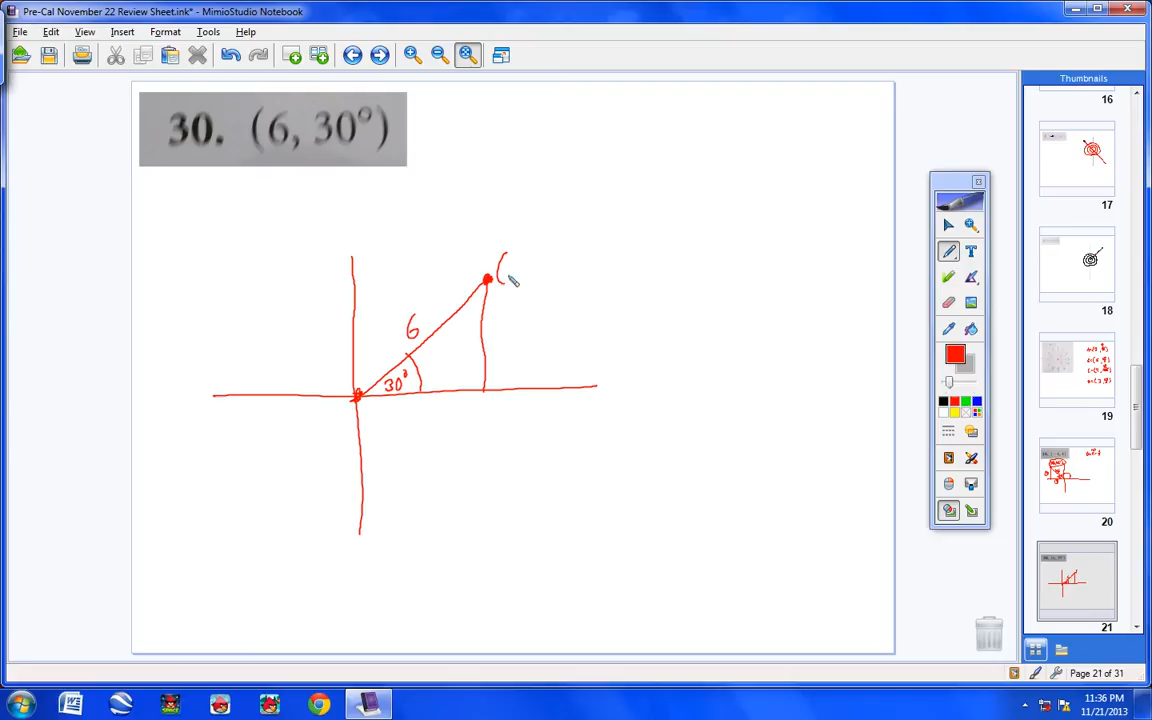 Pre-Cal November 22 Review Sheet.ink* - MimioStudio Notebook
File Edit View Insert Format Tools Help
Thumbnails
30. (6, 30°)
6
30°
(
16
17
18
19
20
21
Page 21 of 31
11:36 PM
11/21/2013